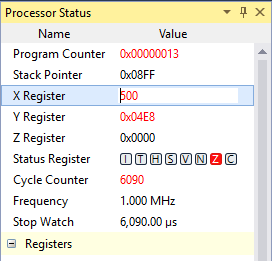 Processor Status
Name Value
Program Counter 0x00000013
Stack Pointer 0x08FF
X Register 500
Y Register 0x04E8
Z Register 0x0000
Status Register I T H S V N Z C
Cycle Counter 6090
Frequency 1.000 MHz
Stop Watch 6,090.00 µs
Registers